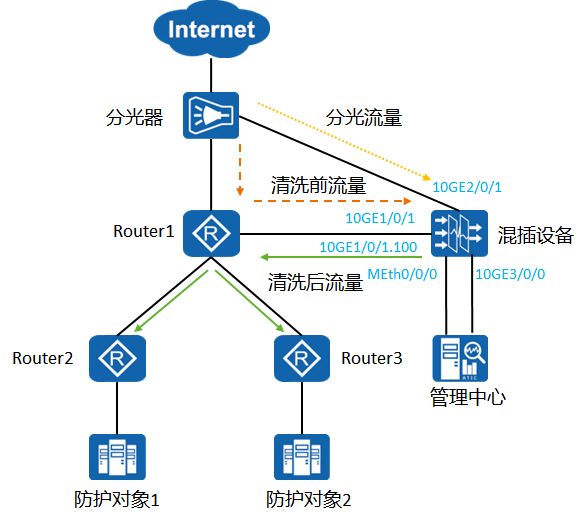 Internet
分光器
分光流量
清洗前流量
10GE2/0/1
10GE1/0/1
Router1
R
混插设备
10GE1/0/1.100
清洗后流量
MEth0/0/0
10GE3/0/0
Router2
R
R
Router3
ATIC
管理中心
防护对象1
防护对象2